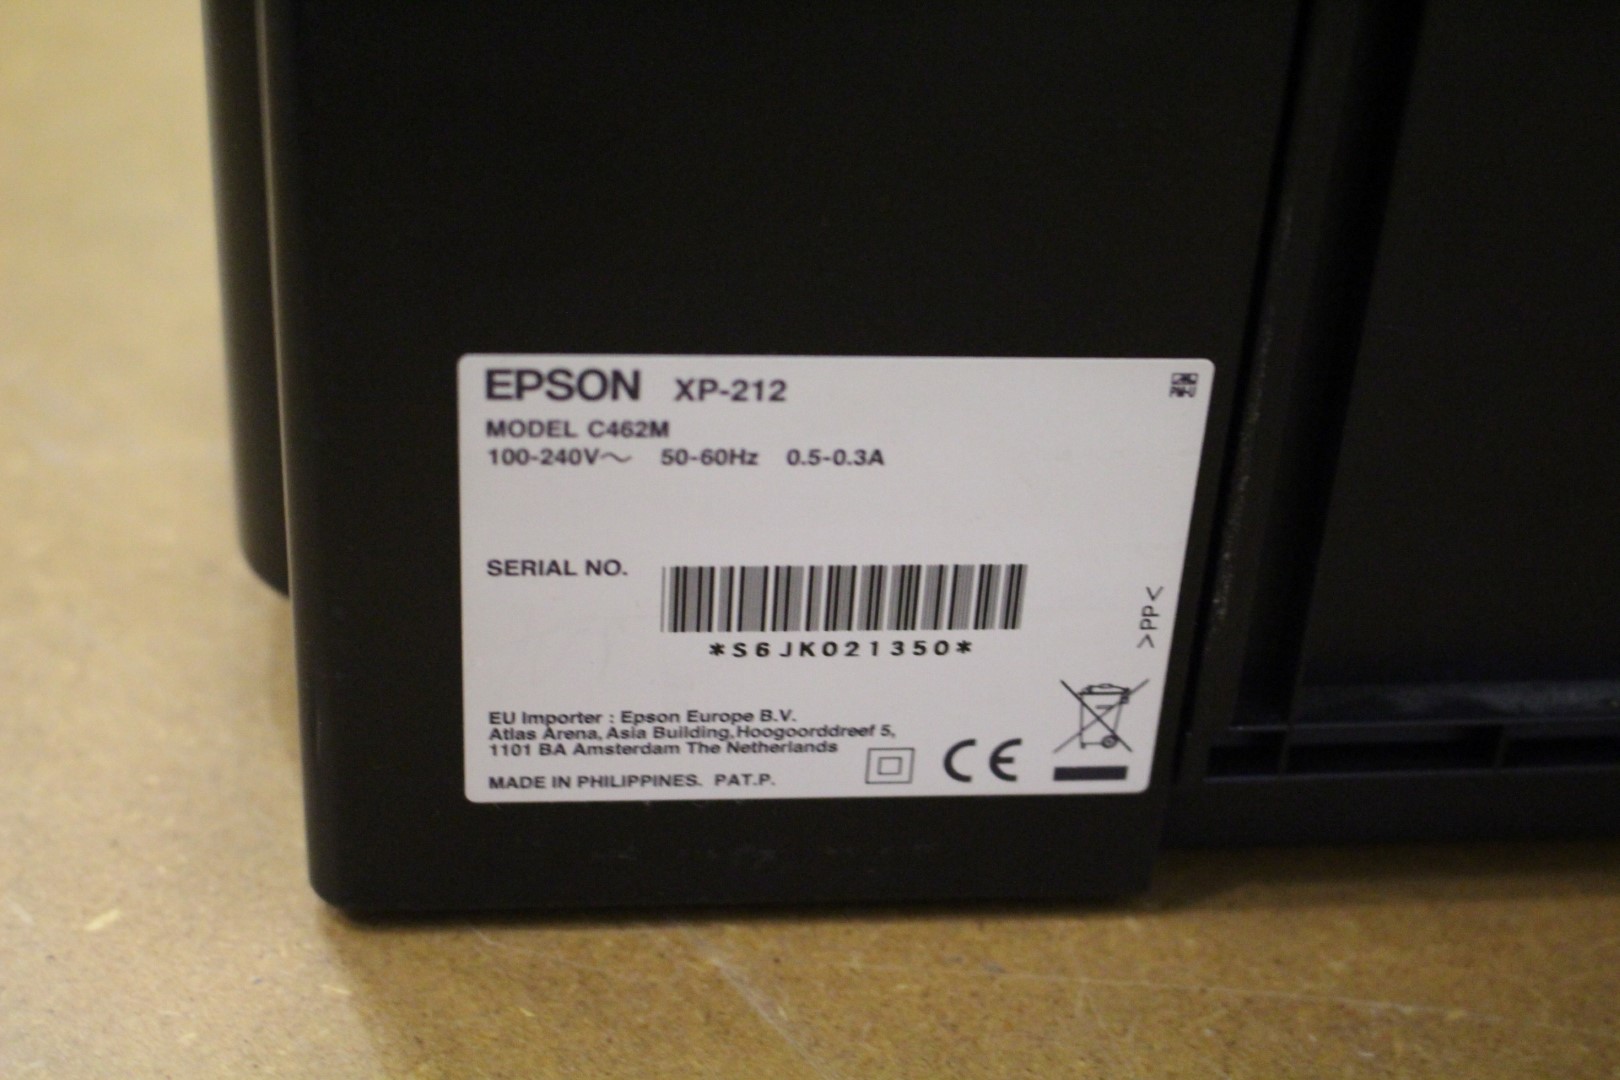 EPSON XP-212
MODEL C462M
100-240V~ 50-60Hz 0.5-0.3A
SERIAL NO.
*S6JK021350*
>PP<
EU Importer : Epson Europe B.V.
Atlas Arena, Asia Building,Hoogoorddreef 5,
1101 BA Amsterdam The Netherlands
CE
MADE IN PHILIPPINES. PAT.P.